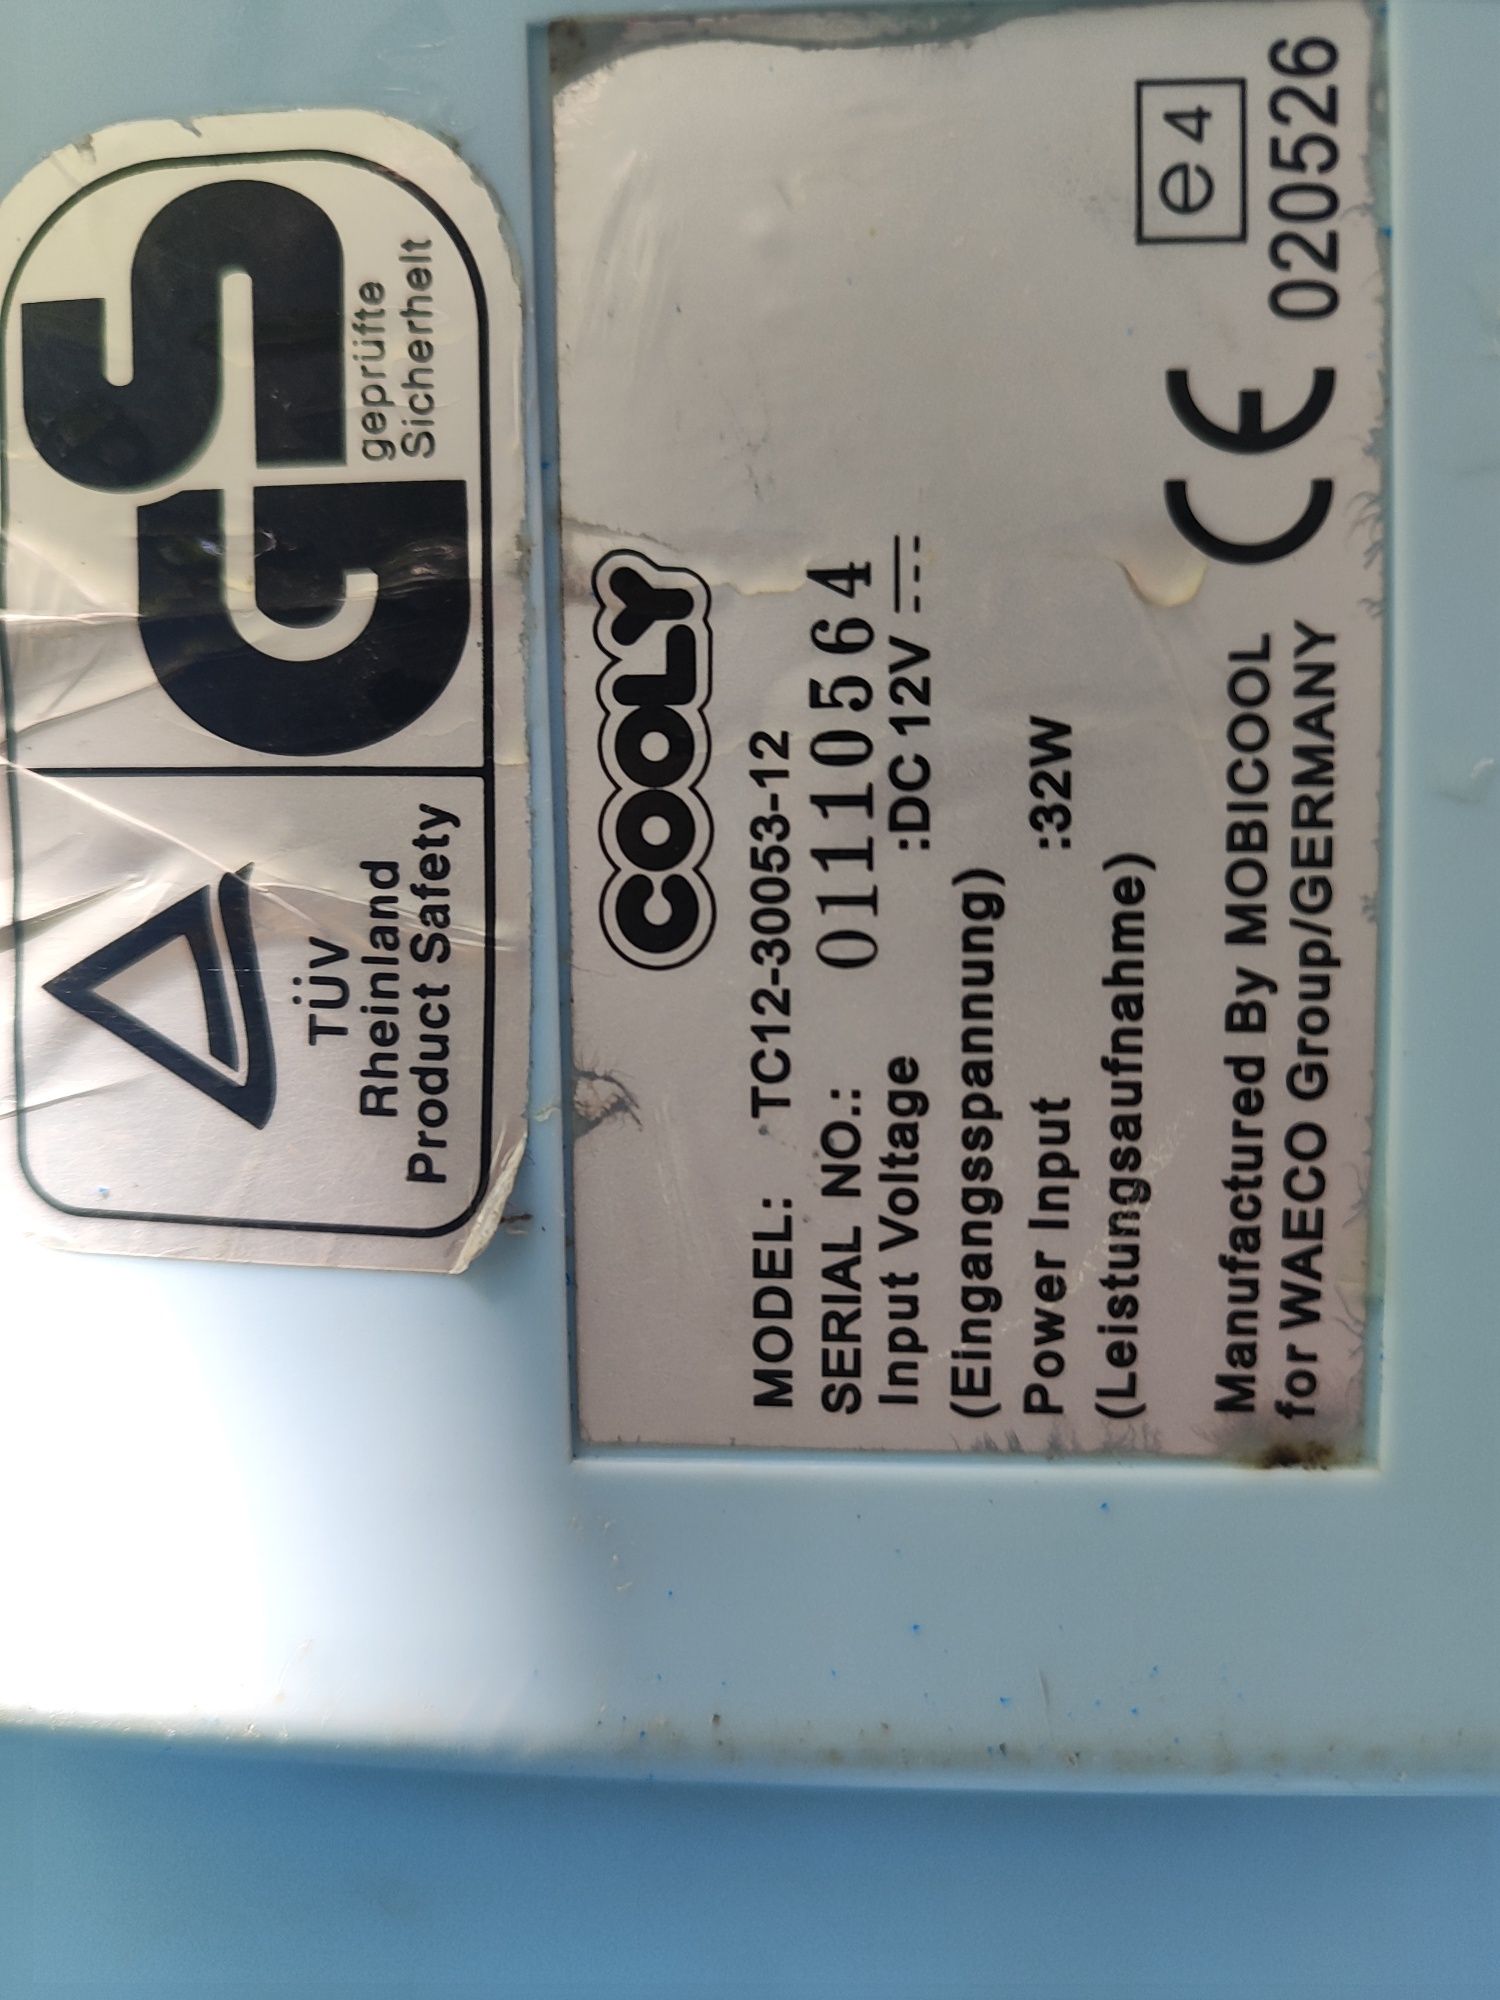 TÜV
Rheinland
Product Safety
GS
geprüfte
Sicherheit
COOLY
MODEL: TC12-30053-12
SERIAL NO.: 01110564
Input Voltage :DC 12V
(Eingangsspannung)
Power Input :32W
(Leistungsaufnahme)
Manufactured By MOBICOOL
for WAECO Group/GERMANY
CE
e4
020526